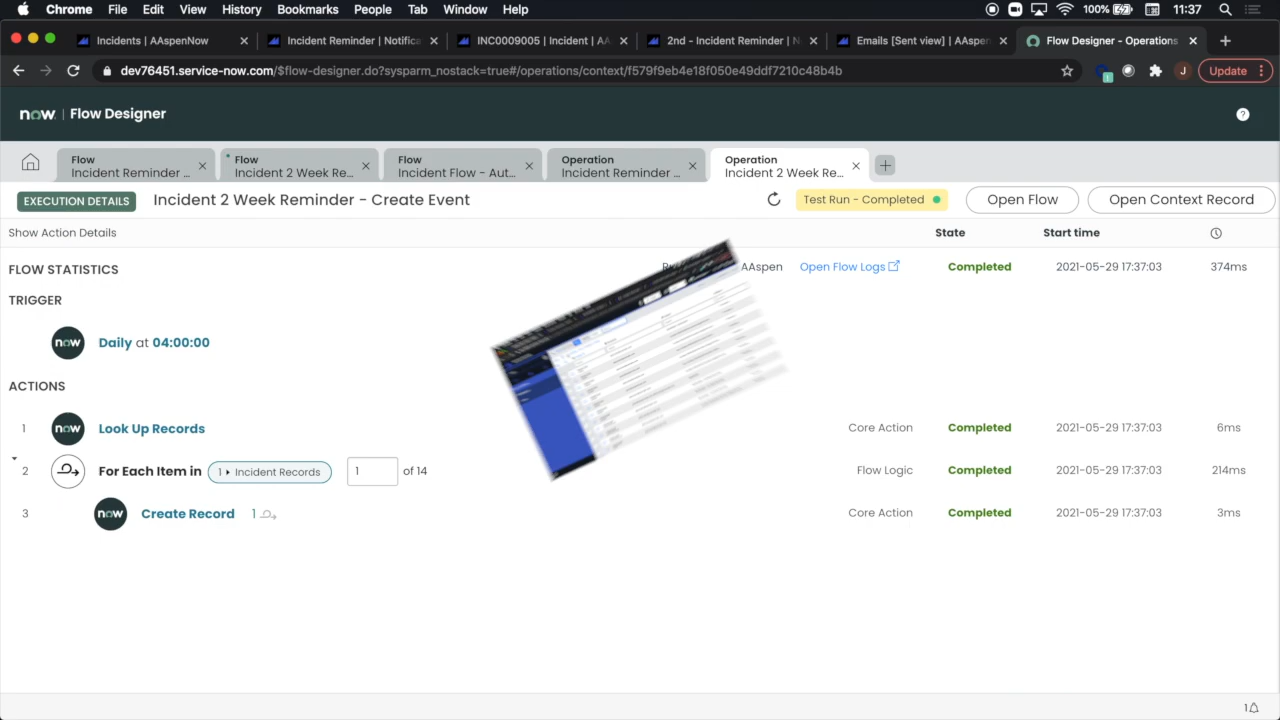 Chrome File Edit View History Bookmarks People Tab Window Help 100% 11:37
Incidents | AAspenNow Incident Reminder | Notifica INC0009005 | Incident | AA 2nd - Incident Reminder | N Emails [Sent view] | AAspen Flow Designer - Operations
dev76451.service-now.com/$flow-designer.do?sysparm_nostack=true#/operations/context/f579f9eb4e18f050e49ddf7210c48b4b 1 J Update
now | Flow Designer ?
Flow Flow Flow Operation Operation
Incident Reminder ... Incident 2 Week Re... Incident Flow - Aut... Incident Reminder ... Incident 2 Week Re...
EXECUTION DETAILS Incident 2 Week Reminder - Create Event Test Run - Completed Open Flow Open Context Record
Show Action Details State Start time
FLOW STATISTICS AAspen Open Flow Logs Completed 2021-05-29 17:37:03 374ms
TRIGGER
now Daily at 04:00:00
ACTIONS
1 now Look Up Records Core Action Completed 2021-05-29 17:37:03 6ms
2 For Each Item in 1 Incident Records 1 of 14 Flow Logic Completed 2021-05-29 17:37:03 214ms
3 now Create Record 1 Core Action Completed 2021-05-29 17:37:03 3ms
1